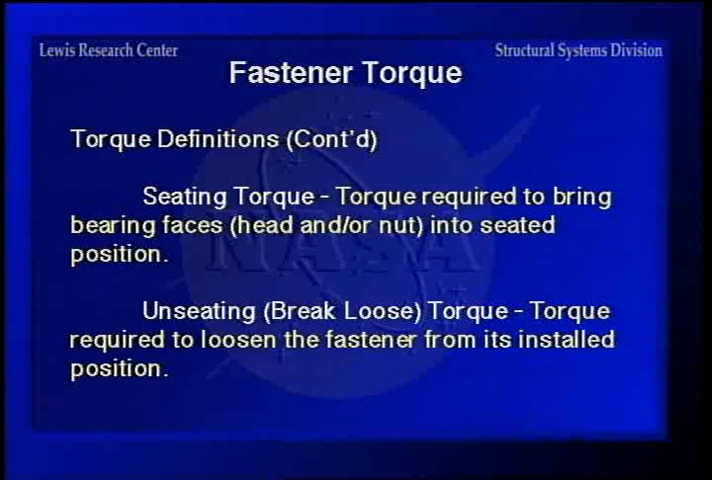 Lewis Research Center
Structural Systems Division
Fastener Torque
Torque Definitions (Cont'd)
Seating Torque - Torque required to bring
bearing faces (head and/or nut) into seated
position.
Unseating (Break Loose) Torque - Torque
required to loosen the fastener from its installed
position.
NASA